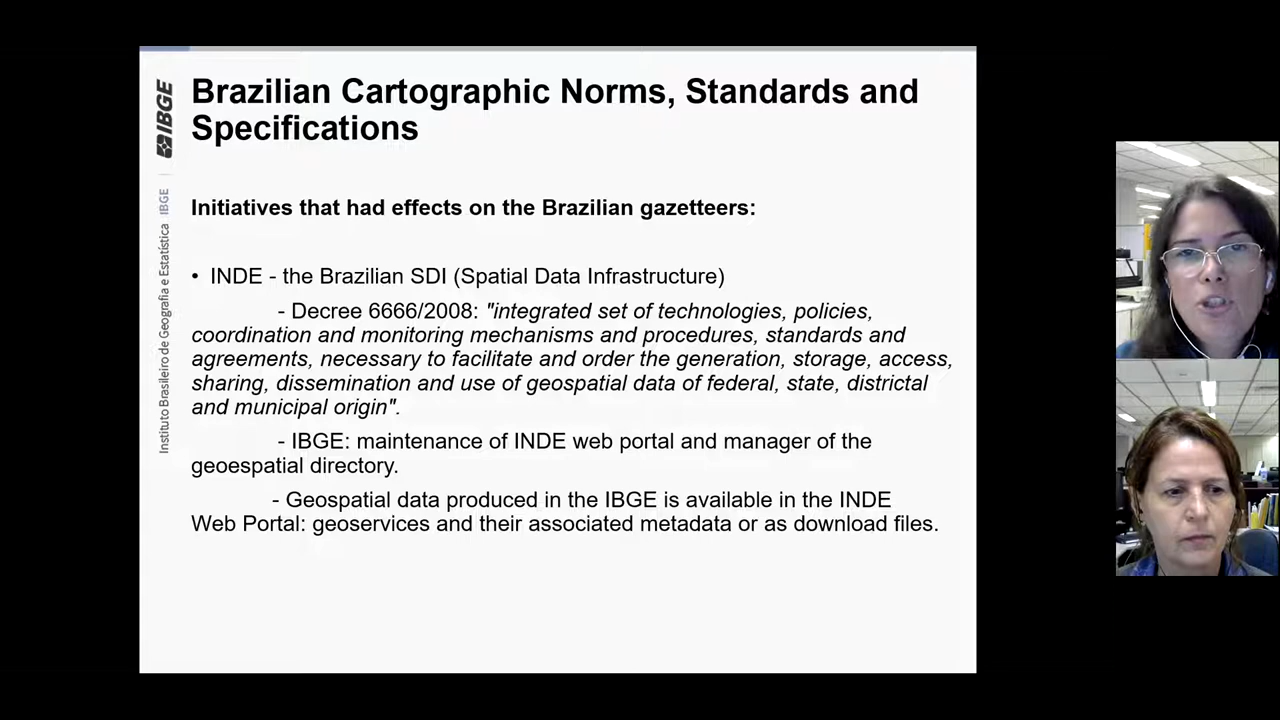 Brazilian Cartographic Norms, Standards and
Specifications
IBGE
Instituto Brasileiro de Geografia e Estatística IBGE
Initiatives that had effects on the Brazilian gazetteers:
• INDE - the Brazilian SDI (Spatial Data Infrastructure)
- Decree 6666/2008: "integrated set of technologies, policies,
coordination and monitoring mechanisms and procedures, standards and
agreements, necessary to facilitate and order the generation, storage, access,
sharing, dissemination and use of geospatial data of federal, state, districtal
and municipal origin".
- IBGE: maintenance of INDE web portal and manager of the
geoespatial directory.
- Geospatial data produced in the IBGE is available in the INDE
Web Portal: geoservices and their associated metadata or as download files.